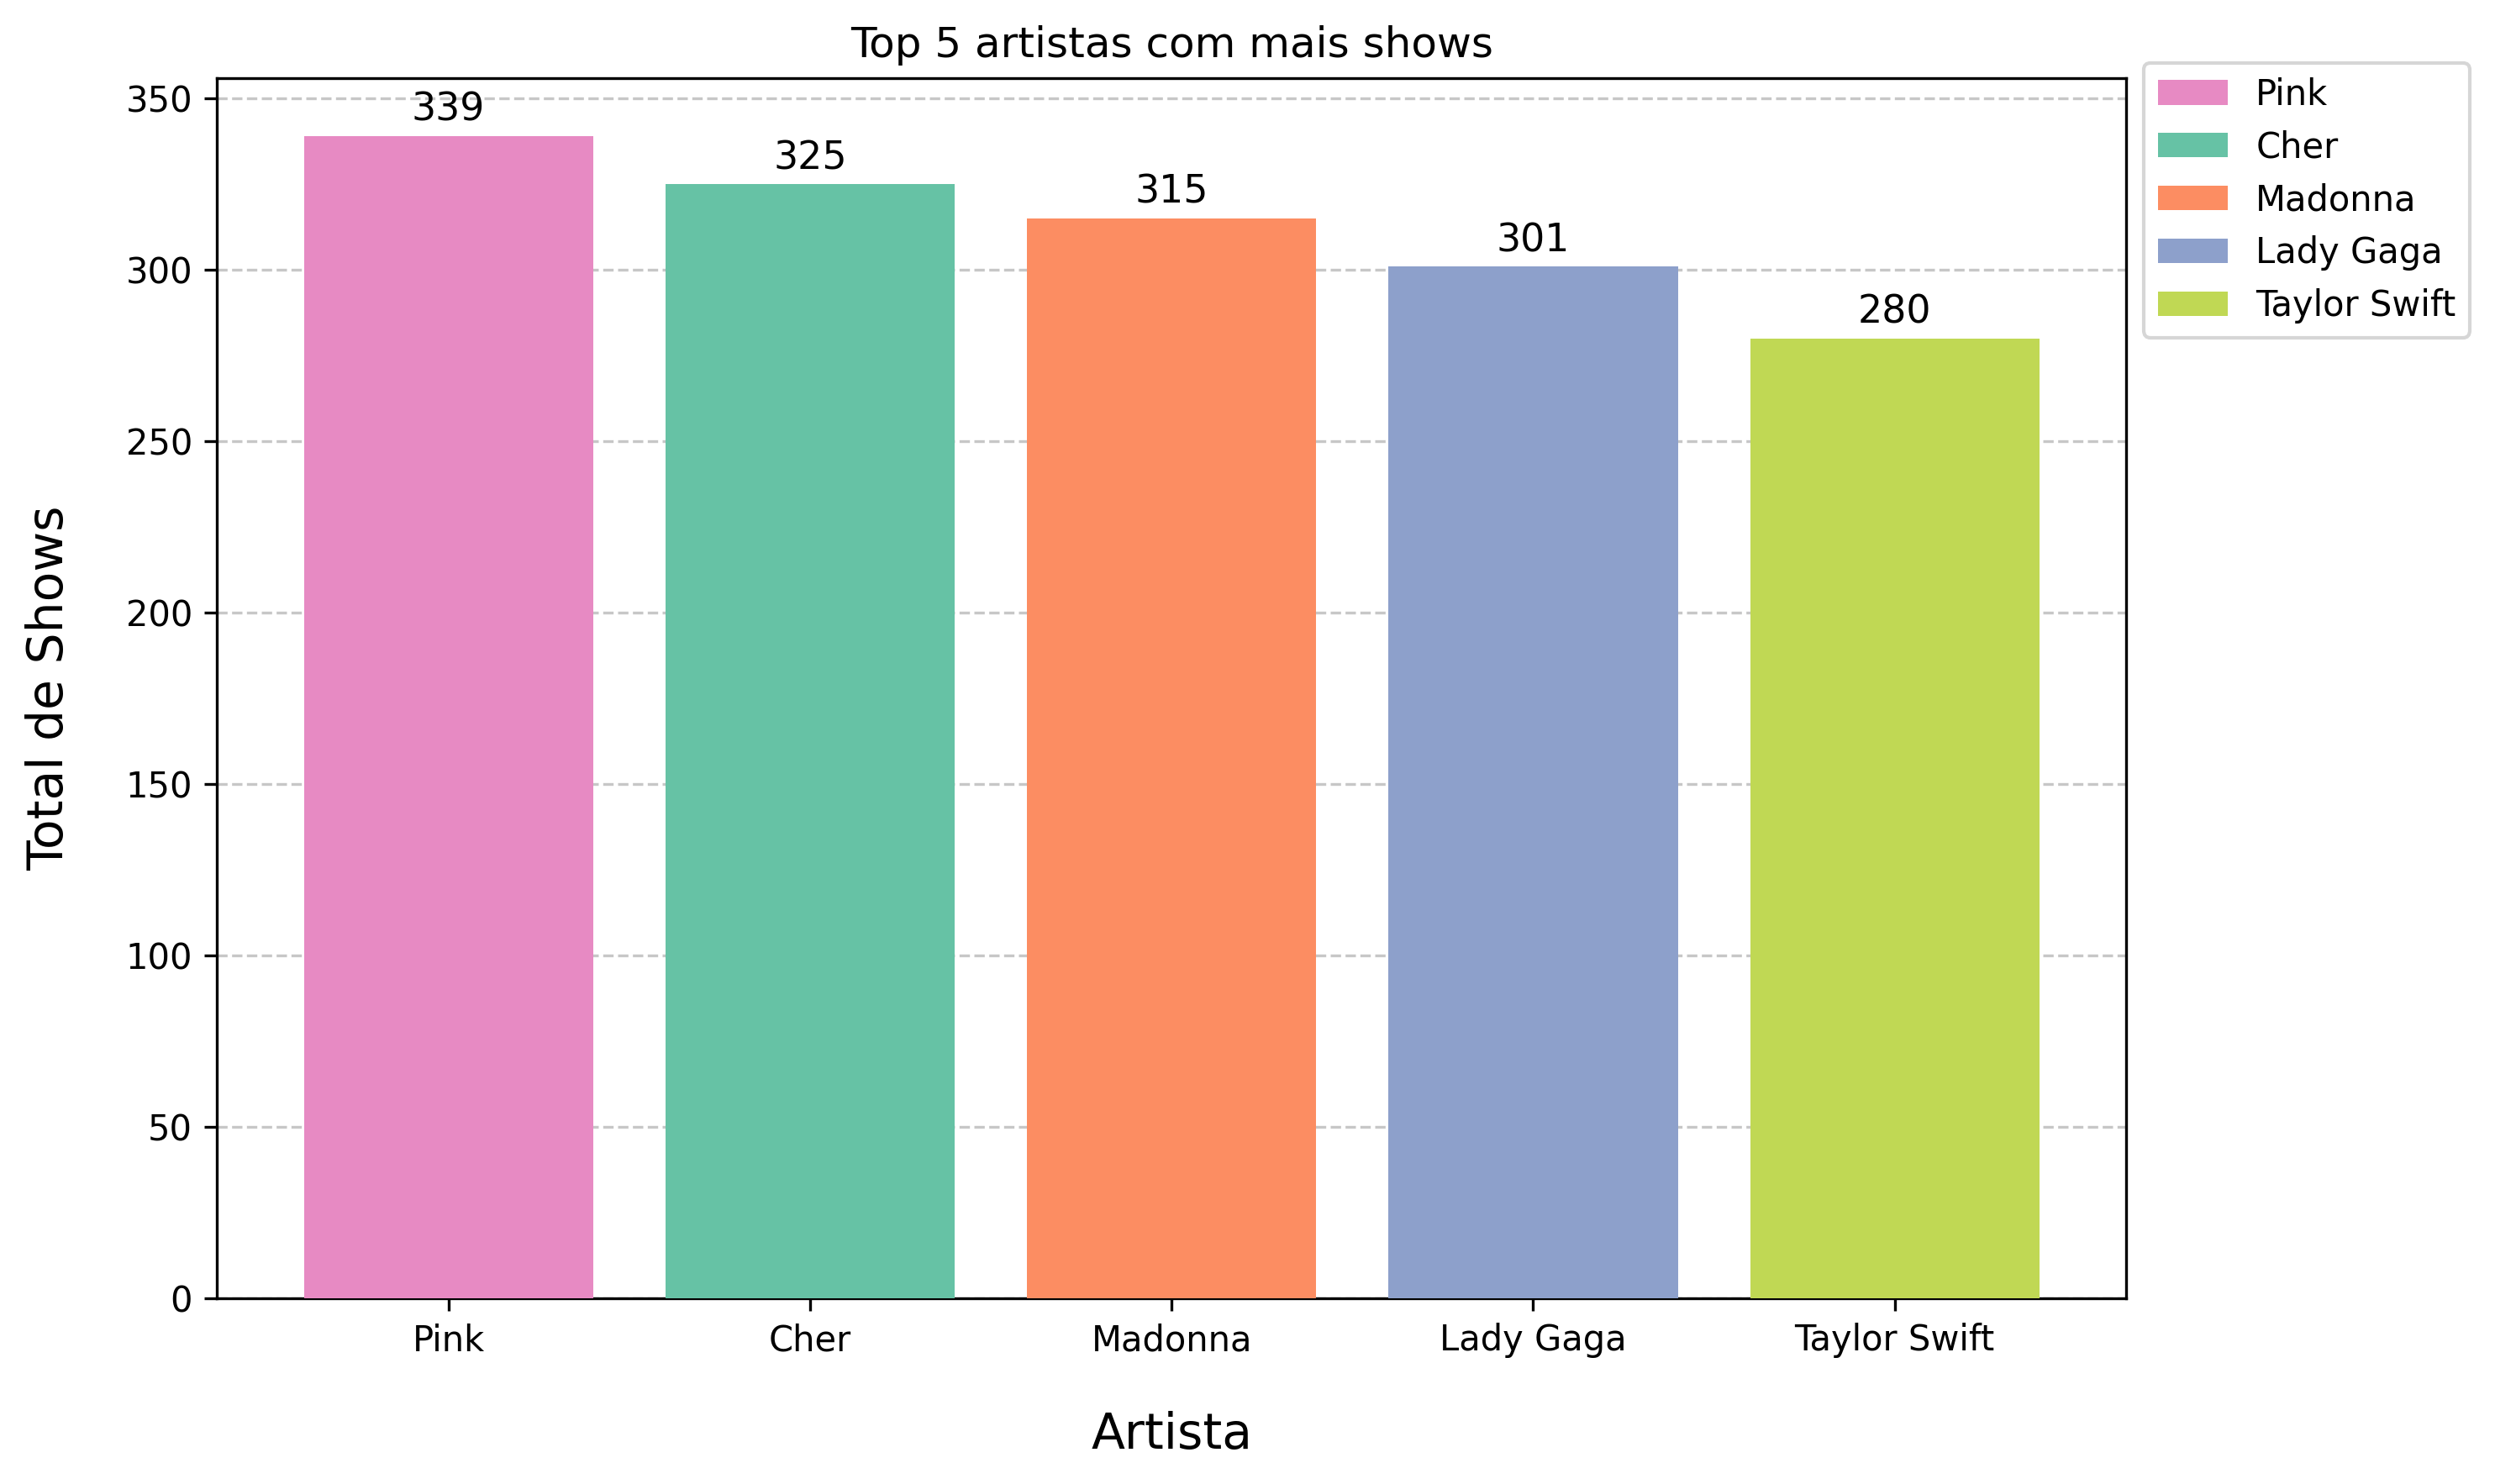 Top 5 artistas com mais shows
Total de Shows
350
300
250
200
150
100
50
0
339
325
315
301
280
Pink
Cher
Madonna
Lady Gaga
Taylor Swift
Artista
Pink
Cher
Madonna
Lady Gaga
Taylor Swift